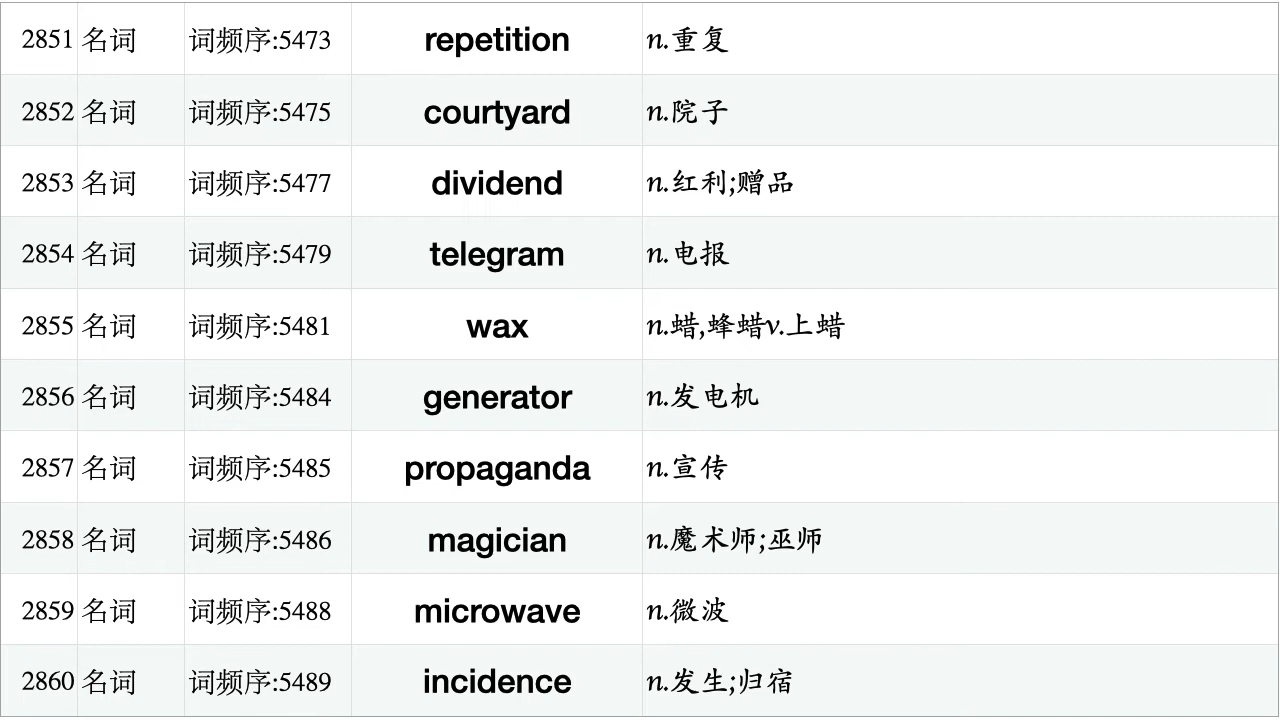 2851 名词 词频序:5473 repetition n.重复
2852 名词 词频序:5475 courtyard n.院子
2853 名词 词频序:5477 dividend n.红利;赠品
2854 名词 词频序:5479 telegram n.电报
2855 名词 词频序:5481 wax n.蜡,蜂蜡v.上蜡
2856 名词 词频序:5484 generator n.发电机
2857 名词 词频序:5485 propaganda n.宣传
2858 名词 词频序:5486 magician n.魔术师;巫师
2859 名词 词频序:5488 microwave n.微波
2860 名词 词频序:5489 incidence n.发生;归宿